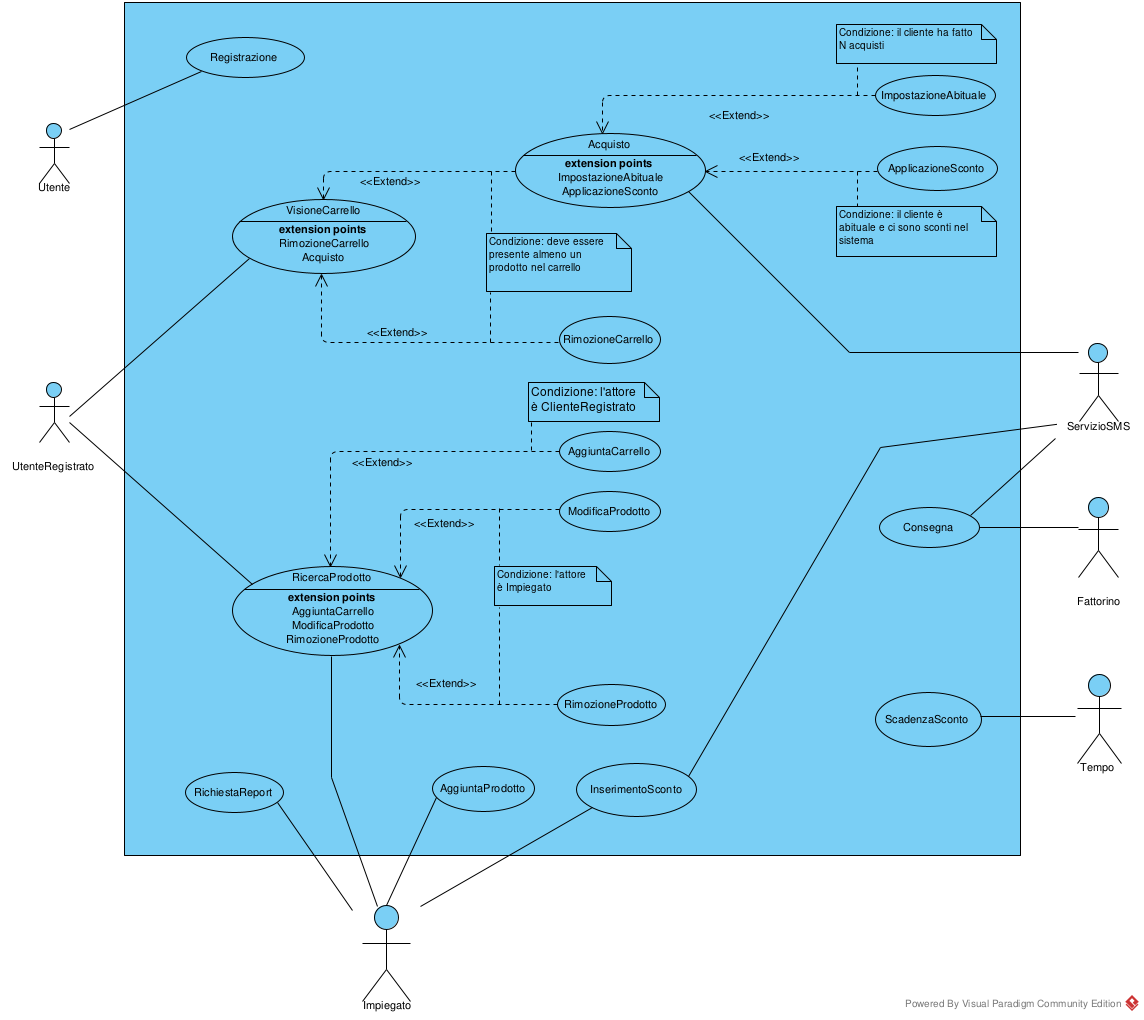 Condizione: il cliente ha fatto
N acquisti
Registrazione
ImpostazioneAbituale
<<Extend>>
Utente
Acquisto
extension points
ImpostazioneAbituale
ApplicazioneSconto
<<Extend>>
ApplicazioneSconto
<<Extend>>
VisioneCarrello
extension points
RimozioneCarrello
Acquisto
Condizione: il cliente è
abituale e ci sono sconti nel
sistema
Condizione: deve essere
presente almeno un
prodotto nel carrello
<<Extend>>
RimozioneCarrello
Condizione: l'attore
è ClienteRegistrato
ServizioSMS
UtenteRegistrato
<<Extend>>
AggiuntaCarrello
<<Extend>>
ModificaProdotto
Consegna
Fattorino
RicercaProdotto
extension points
AggiuntaCarrello
ModificaProdotto
RimozioneProdotto
Condizione: l'attore
è Impiegato
<<Extend>>
RimozioneProdotto
ScadenzaSconto
Tempo
RichiestaReport
AggiuntaProdotto
InserimentoSconto
Impiegato
Powered By Visual Paradigm Community Edition